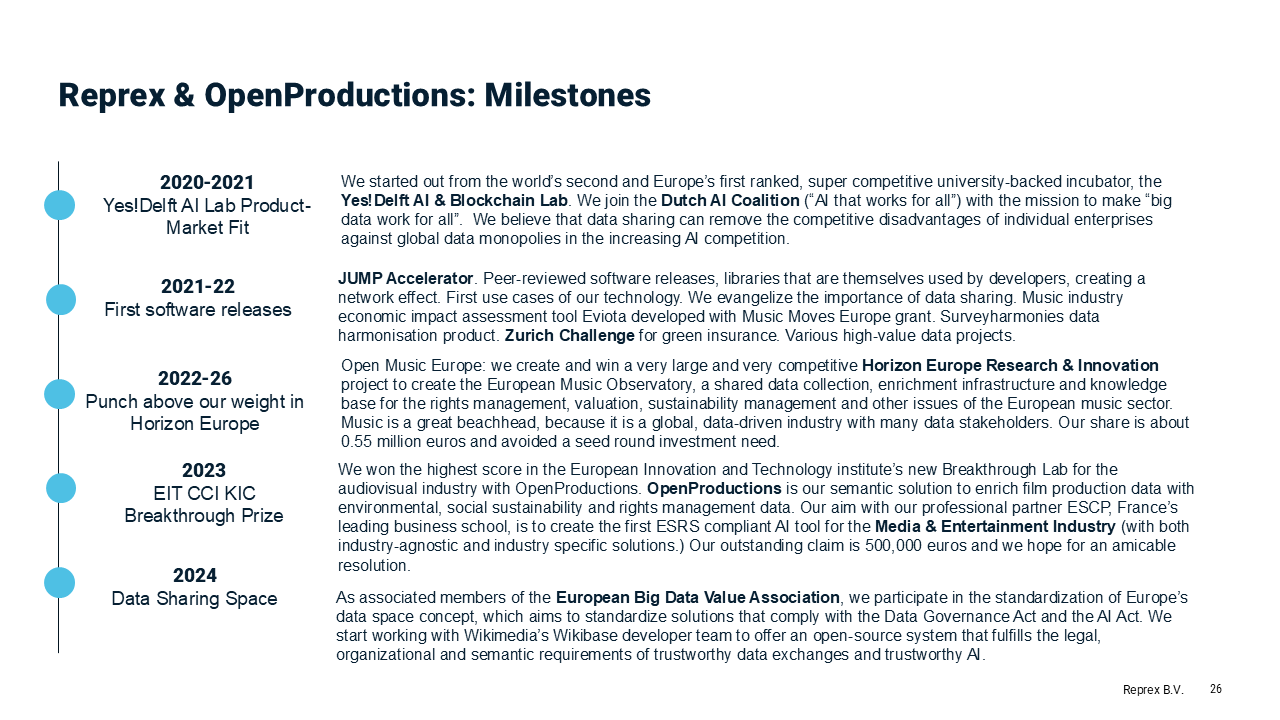 Reprex & OpenProductions: Milestones
2020-2021
Yes!Delft AI Lab Product-
Market Fit
We started out from the world’s second and Europe’s first ranked, super competitive university-backed incubator, the
Yes!Delft AI & Blockchain Lab. We join the Dutch AI Coalition (“AI that works for all”) with the mission to make “big
data work for all”.  We believe that data sharing can remove the competitive disadvantages of individual enterprises
against global data monopolies in the increasing AI competition.
2021-22
First software releases
JUMP Accelerator. Peer-reviewed software releases, libraries that are themselves used by developers, creating a
network effect. First use cases of our technology. We evangelize the importance of data sharing. Music industry
economic impact assessment tool Eviota developed with Music Moves Europe grant. Surveyharmonies data
harmonisation product. Zurich Challenge for green insurance. Various high-value data projects.
2022-26
Punch above our weight in
Horizon Europe
Open Music Europe: we create and win a very large and very competitive Horizon Europe Research & Innovation
project to create the European Music Observatory, a shared data collection, enrichment infrastructure and knowledge
base for the rights management, valuation, sustainability management and other issues of the European music sector.
Music is a great beachhead, because it is a global, data-driven industry with many data stakeholders. Our share is about
0.55 million euros and avoided a seed round investment need.
2023
EIT CCI KIC
Breakthrough Prize
We won the highest score in the European Innovation and Technology institute’s new Breakthrough Lab for the
audiovisual industry with OpenProductions. OpenProductions is our semantic solution to enrich film production data with
environmental, social sustainability and rights management data. Our aim with our professional partner ESCP, France’s
leading business school, is to create the first ESRS compliant AI tool for the Media & Entertainment Industry (with both
industry-agnostic and industry specific solutions.) Our outstanding claim is 500,000 euros and we hope for an amicable
resolution.
2024
Data Sharing Space
As associated members of the European Big Data Value Association, we participate in the standardization of Europe’s
data space concept, which aims to standardize solutions that comply with the Data Governance Act and the AI Act. We
start working with Wikimedia’s Wikibase developer team to offer an open-source system that fulfills the legal,
organizational and semantic requirements of trustworthy data exchanges and trustworthy AI.
Reprex B.V.
26